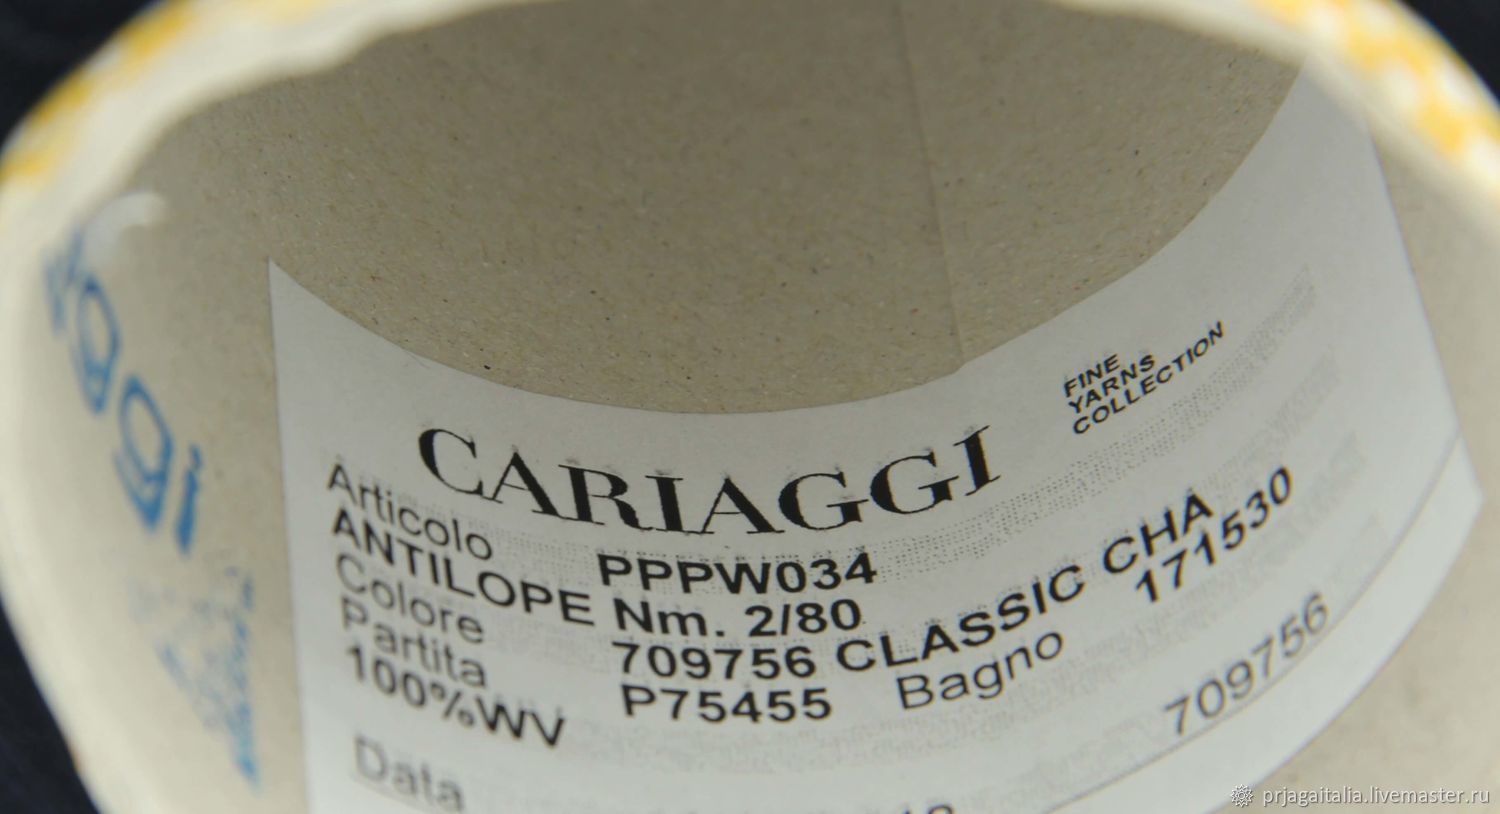 CARIAGGI
FINE
YARNS
COLLECTION
Articolo PPPW034
ANTILOPE Nm. 2/80
Colore 709756 CLASSIC CHA
Partita P75455 Bagno 171530
100%WV
709756
Data
prjagaitalia.livemaster.ru